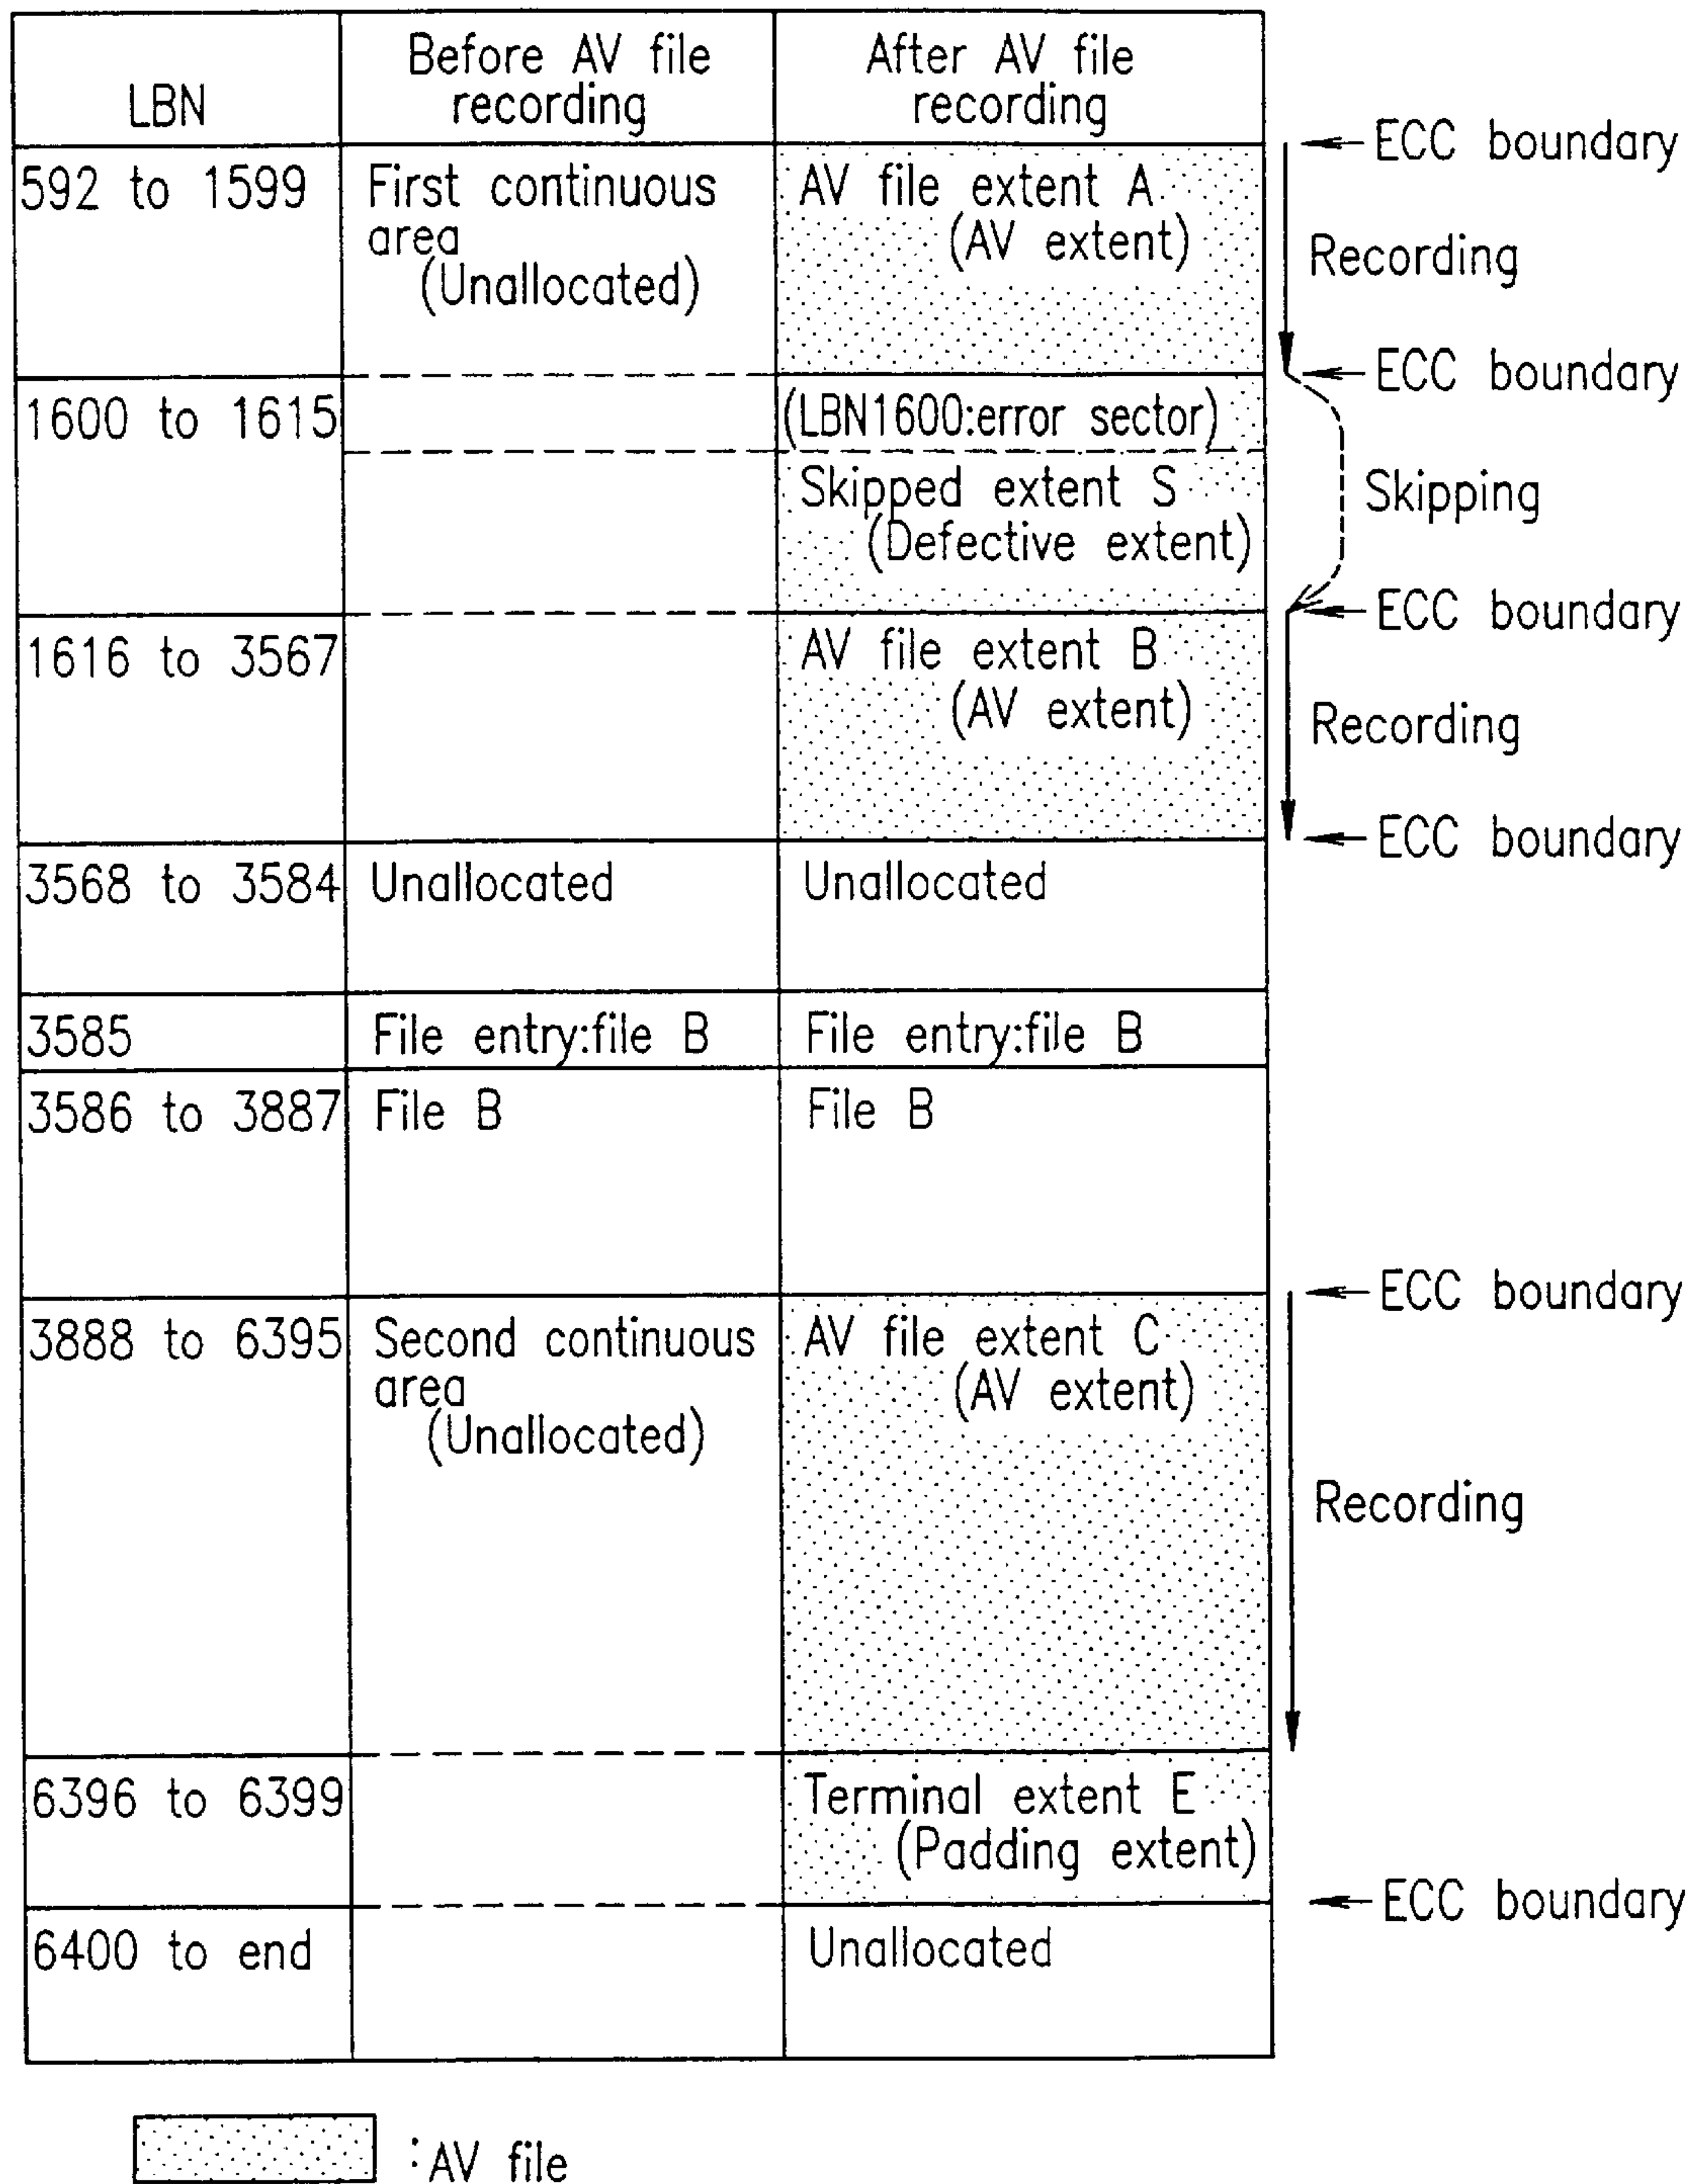 LBN
Before AV file
recording
After AV file
recording
ECC boundary
592 to 1599
First continuous
area
(Unallocated)
AV file extent A
(AV extent)
Recording
ECC boundary
1600 to 1615
(LBN1600:error sector)
Skipped extent S
(Defective extent)
Skipping
ECC boundary
1616 to 3567
AV file extent B
(AV extent)
Recording
ECC boundary
3568 to 3584
Unallocated
Unallocated
3585
File entry:file B
File entry:file B
3586 to 3887
File B
File B
ECC boundary
3888 to 6395
Second continuous
area
(Unallocated)
AV file extent C
(AV extent)
Recording
6396 to 6399
Terminal extent E
(Padding extent)
ECC boundary
6400 to end
Unallocated
:AV file